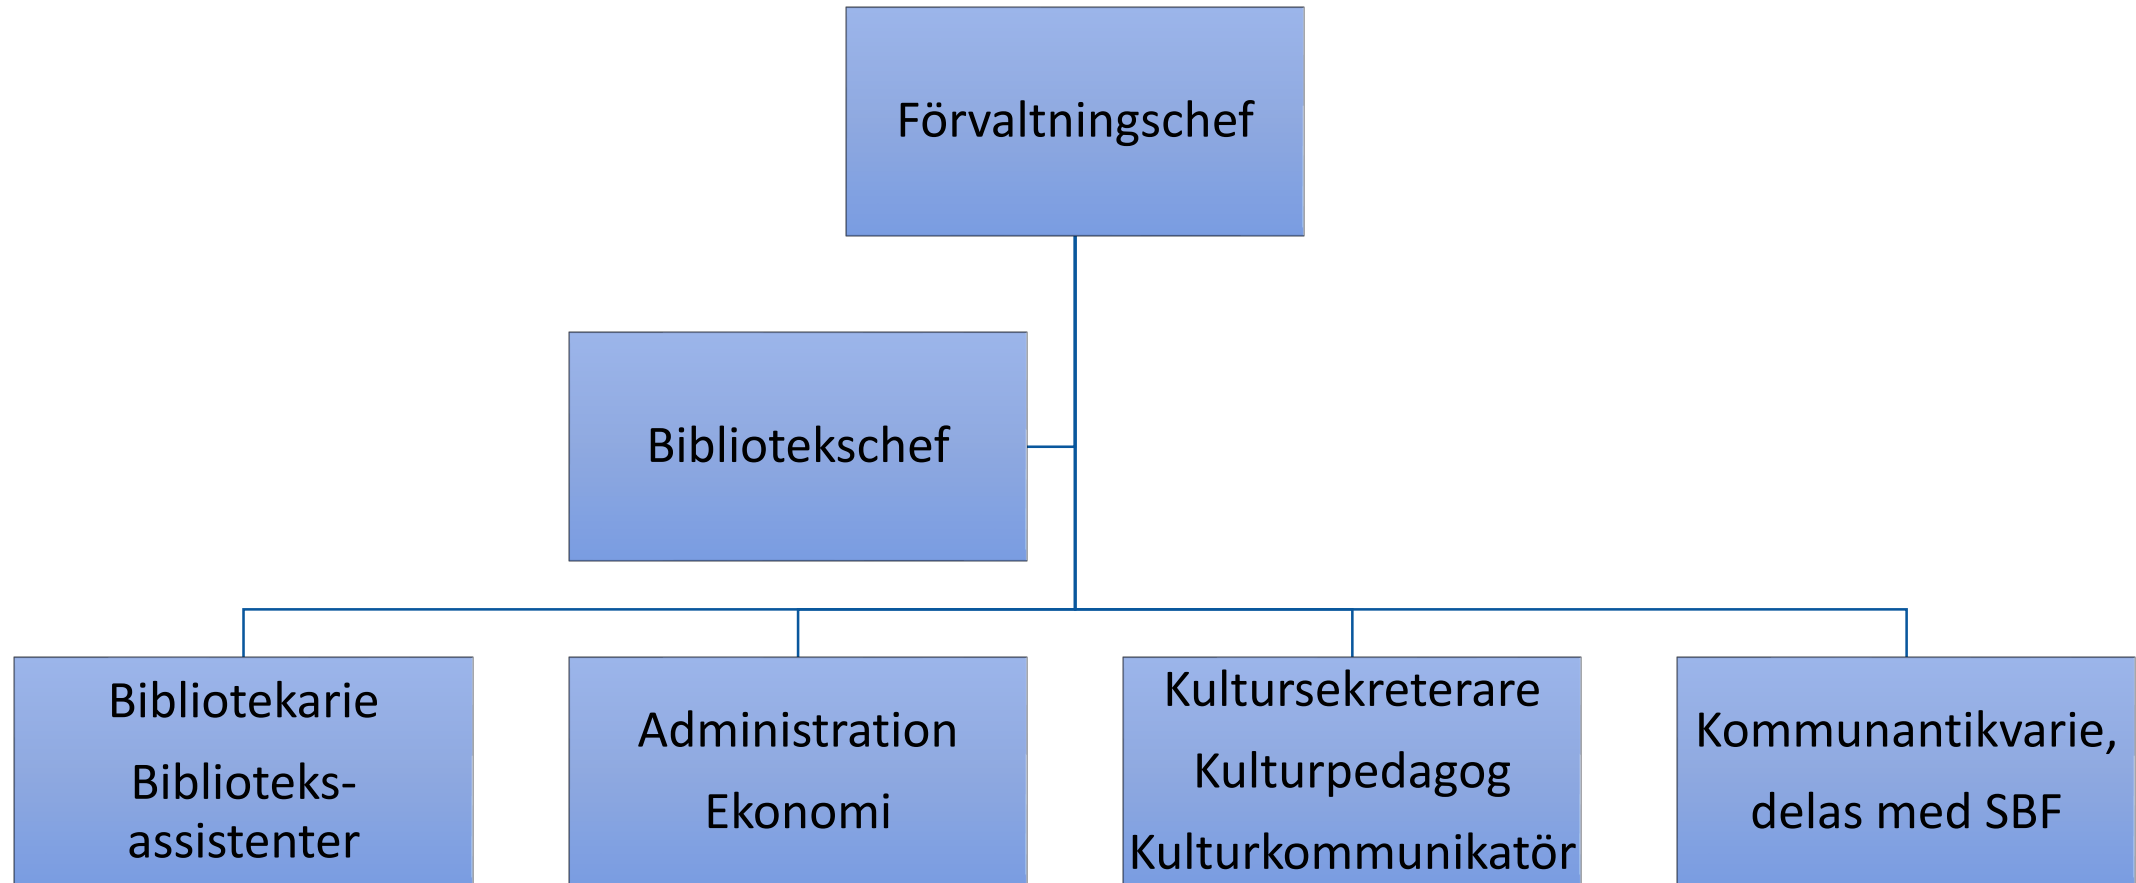 Förvaltningschef
Bibliotekschef
Bibliotekarie
Biblioteks-
assistenter
Administration
Ekonomi
Kultursekreterare
Kulturpedagog
Kulturkommunikatör
Kommunantikvarie,
delas med SBF